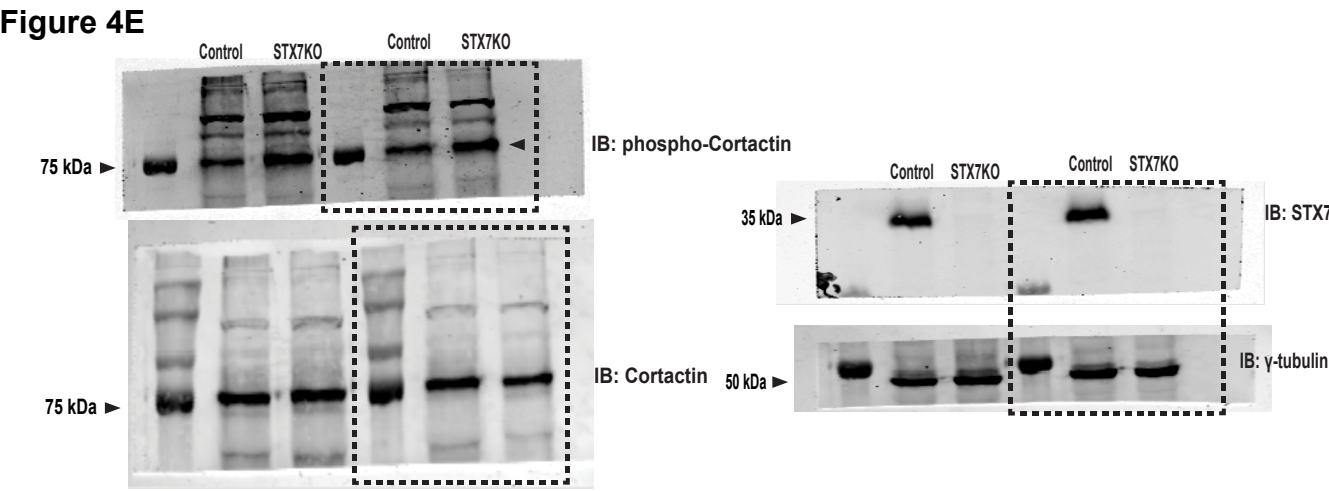 Figure 4E
Control STX7KO Control STX7KO
IB: phospho-Cortactin
75 kDa
IB: Cortactin
75 kDa
Control STX7KO Control STX7KO
35 kDa
IB: STX7
50 kDa
IB: γ-tubulin